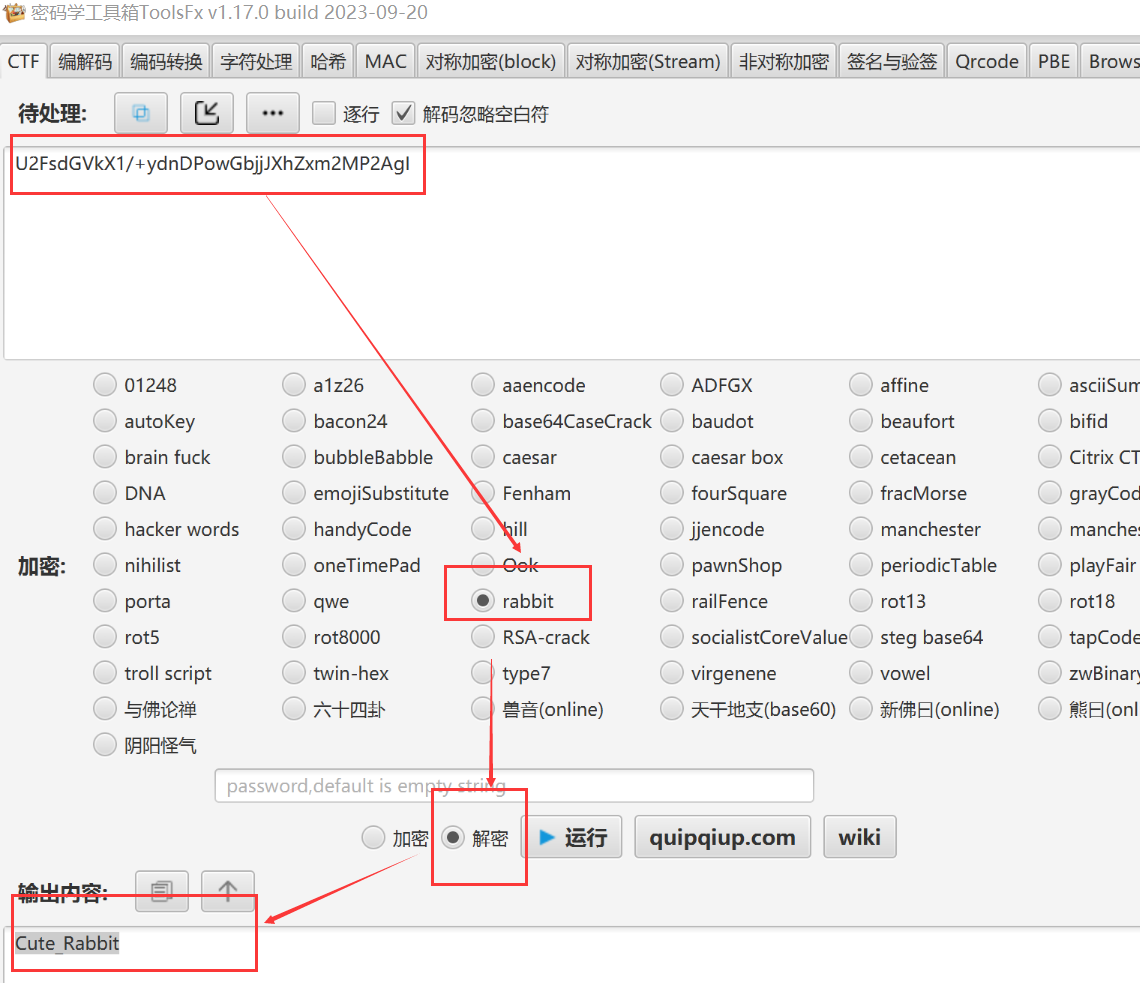 密码学工具箱ToolsFx v1.17.0 build 2023-09-20
CTF 编解码 编码转换 字符处理 哈希 MAC 对称加密(block) 对称加密(Stream) 非对称加密 签名与验签 Qrcode PBE Brows
待处理: ... 逐行 解码忽略空白符
U2FsdGVkX1/+ydnDPowGbjjJXhZxm2MP2AgI
01248 a1z26 aaencode ADFGX affine asciiSum
autoKey bacon24 base64CaseCrack baudot beaufort bifid
brain fuck bubbleBabble caesar caesar box cetacean Citrix CT
DNA emojiSubstitute Fenham fourSquare fracMorse grayCod
hacker words handyCode hill jjencode manchester manches
加密: nihilist oneTimePad Ook pawnShop periodicTable playFair
porta qwe rabbit railFence rot13 rot18
rot5 rot8000 RSA-crack socialistCoreValue steg base64 tapCode
troll script twin-hex type7 virgenene vowel zwBinary
与佛论禅 六十四卦 兽音(online) 天干地支(base60) 新佛曰(online) 熊曰(onl
阴阳怪气
password,default is empty string
加密 解密 运行 quipqiup.com wiki
输出内容:
Cute_Rabbit